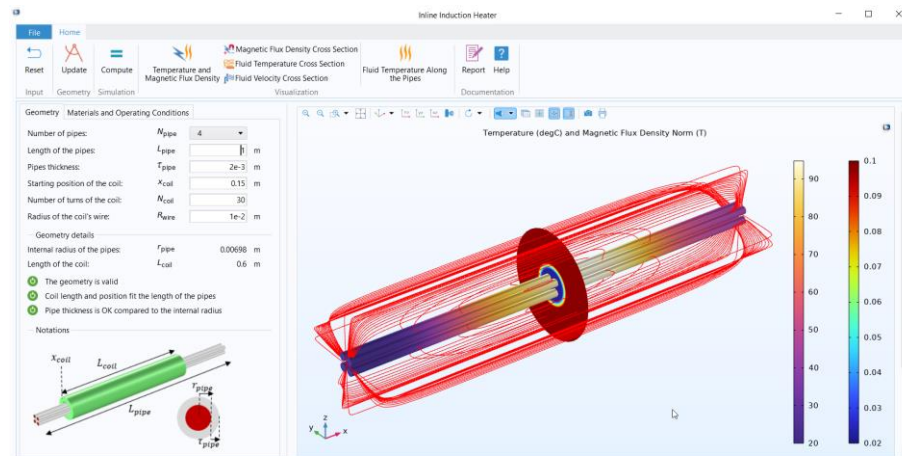 Inline Induction Heater
File Home
Reset Update Compute Temperature and Magnetic Flux Density
Magnetic Flux Density Cross Section
Fluid Temperature Cross Section
Fluid Velocity Cross Section
Fluid Temperature Along the Pipes
Report Help
Input Geometry Simulation Visualization Documentation
Geometry Materials and Operating Conditions
Number of pipes: Npipe 4
Length of the pipes: Lpipe 1 m
Pipes thickness: Tpipe 2e-3 m
Starting position of the coil: xcoil 0.15 m
Number of turns of the coil: Ncoil 30
Radius of the coil's wire: Rwire 1e-2 m
Geometry details
Internal radius of the pipes: rpipe 0.00698 m
Length of the coil: Lcoil 0.6 m
The geometry is valid
Coil length and position fit the length of the pipes
Pipe thickness is OK compared to the internal radius
Notations
xcoil
Lcoil
Lpipe
rpipe
τpipe
Temperature (degC) and Magnetic Flux Density Norm (T)
90
80
70
60
50
40
30
20
0.1
0.09
0.08
0.07
0.06
0.05
0.04
0.03
0.02
z
y
x